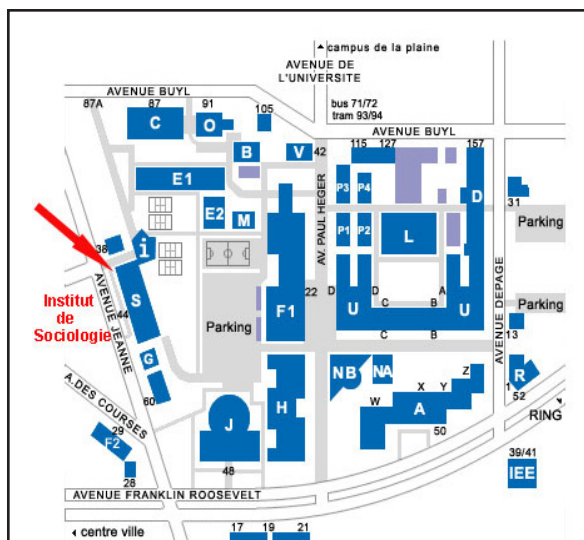 campus de la plaine
AVENUE DE
L'UNIVERSITE
AVENUE BUYL
87A
87
91
105
bus 71/72
tram 93/94
AVENUE BUYL
C
O
B
V
42
115
127
157
E1
P3
P4
D
31
E2
M
AV. PAUL HEGER
P1
P2
L
Parking
38
i
Institut
de
Sociologie
44
S
AVENUE JEANNE
Parking
F1
22
D
D
A
C
B
U
U
C
B
AVENUE DEPAGE
Parking
13
G
60
NB
NA
Z
X
Y
W
A
R
1
52
RING
A.DES COURSES
29
F2
28
J
H
50
48
39/41
IEE
AVENUE FRANKLIN ROOSEVELT
centre ville
17
19
21